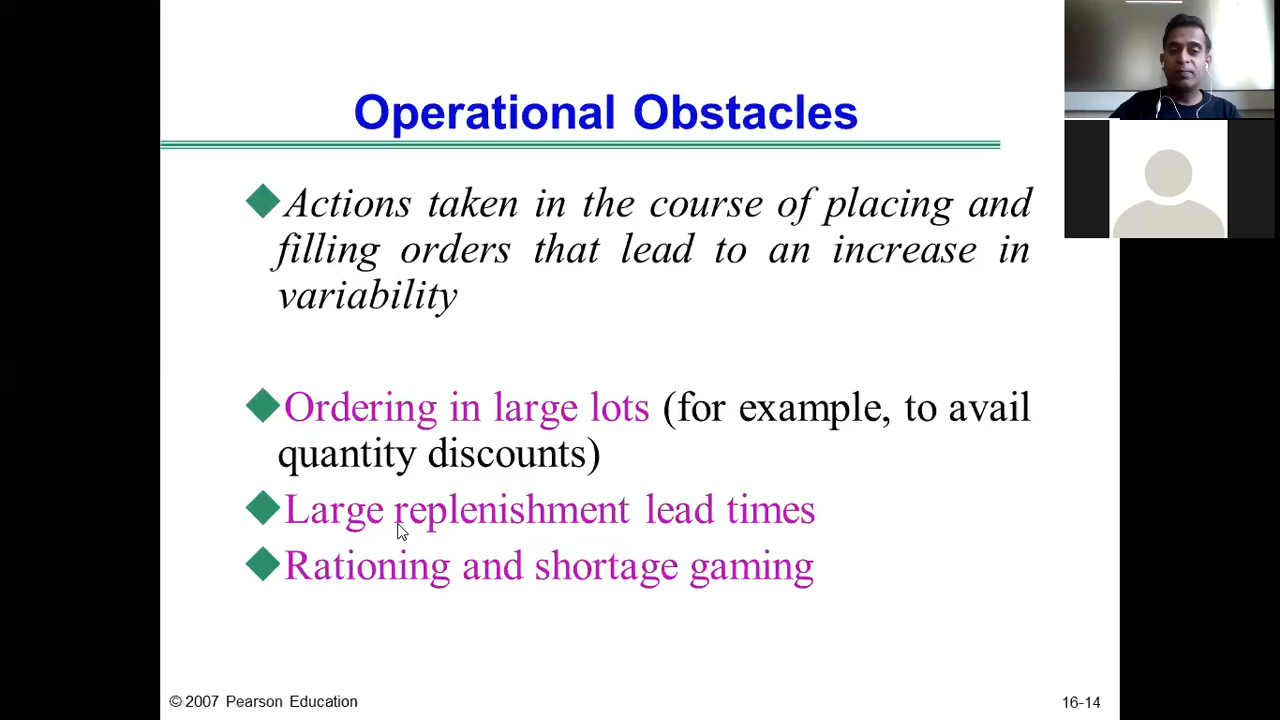 Operational Obstacles
Actions taken in the course of placing and
filling orders that lead to an increase in
variability
Ordering in large lots (for example, to avail
quantity discounts)
Large replenishment lead times
Rationing and shortage gaming
© 2007 Pearson Education
16-14